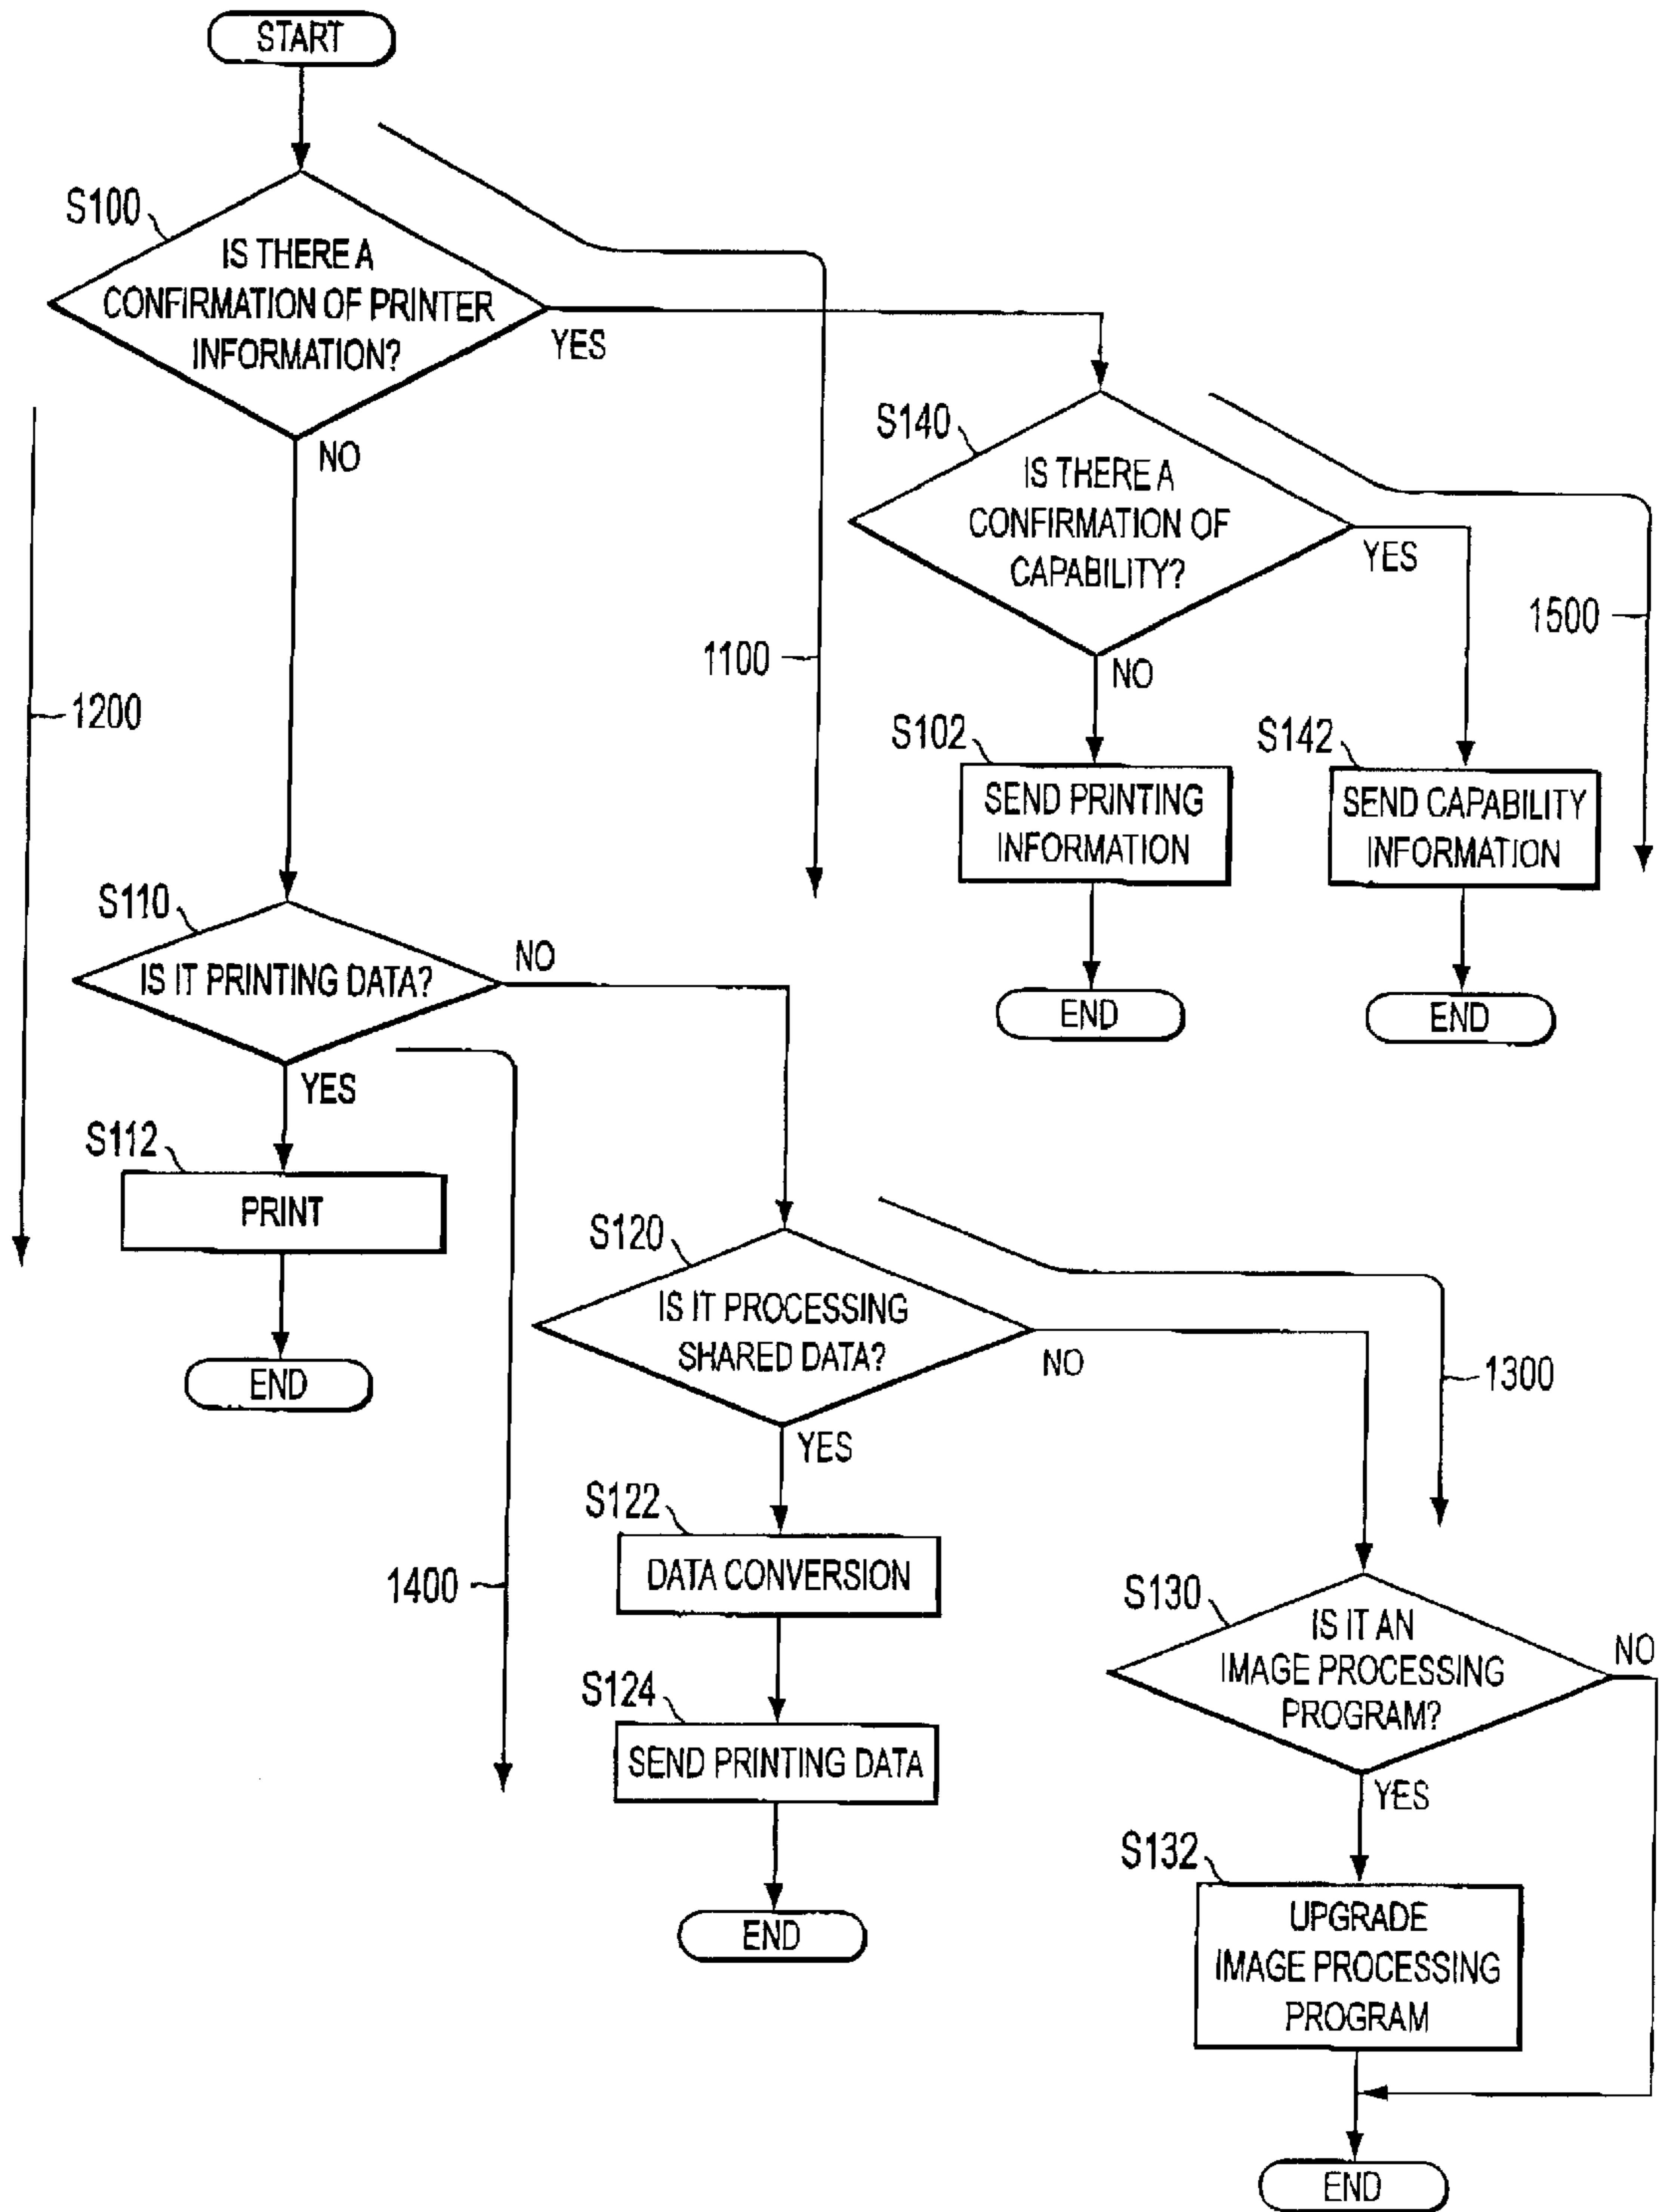 START
S100
IS THERE A
CONFIRMATION OF PRINTER
INFORMATION?
YES
NO
S140
IS THERE A
CONFIRMATION OF
CAPABILITY?
YES
NO
1500
1100
1200
S102
SEND PRINTING
INFORMATION
END
S142
SEND CAPABILITY
INFORMATION
END
S110
IS IT PRINTING DATA?
NO
YES
S112
PRINT
END
1400
S120
IS IT PROCESSING
SHARED DATA?
NO
YES
1300
S122
DATA CONVERSION
S124
SEND PRINTING DATA
END
S130
IS IT AN
IMAGE PROCESSING
PROGRAM?
NO
YES
S132
UPGRADE
IMAGE PROCESSING
PROGRAM
END